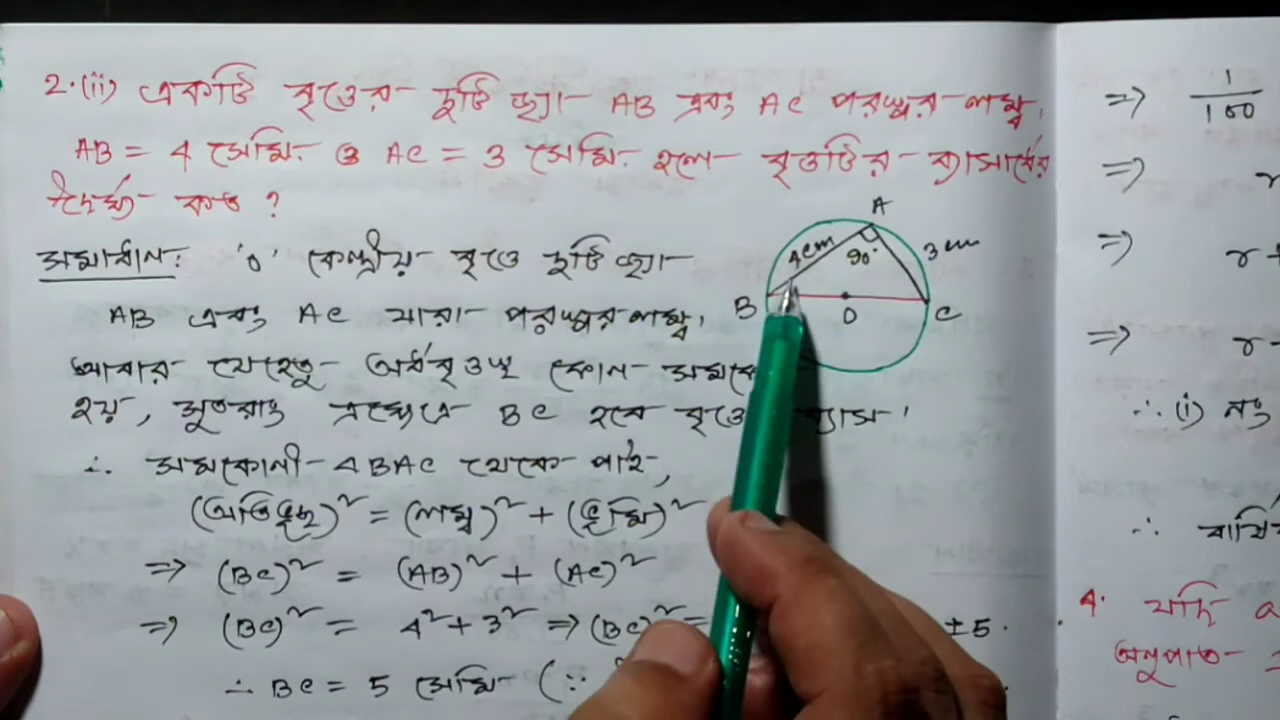 2.(ii) একটি বৃত্তের দুটি জ্যা AB এবং AC পরস্পর লম্ব,
AB = 4 সেমি. ও AC = 3 সেমি. হলে বৃত্তটির ব্যাসার্ধের
দৈর্ঘ্য কত ?
সমাধান: 'O' কেন্দ্রীয় বৃত্তে দুটি জ্যা
AB এবং AC যারা পরস্পর লম্ব,
আবার যেহেতু অর্ধবৃত্তস্থ কোন
হয়, সুতরাং এক্ষেত্রে BC হবে ব্যাস।
∴ সমকোনী ΔBAC থেকে পাই,
(অতিভুজ)² = (লম্ব)² + (ভূমি)²
⇒ (BC)² = (AB)² + (AC)²
⇒ (BC)² = 4² + 3² ⇒ (BC)² = ±5.
∴ BC = 5 সেমি (∵
A
4cm
90°
3cm
B
O
C
⇒ 1/100
⇒ r
⇒ r+
⇒ r-
∴ (i) নং
∴ 
4. যদি a
অনুপাত